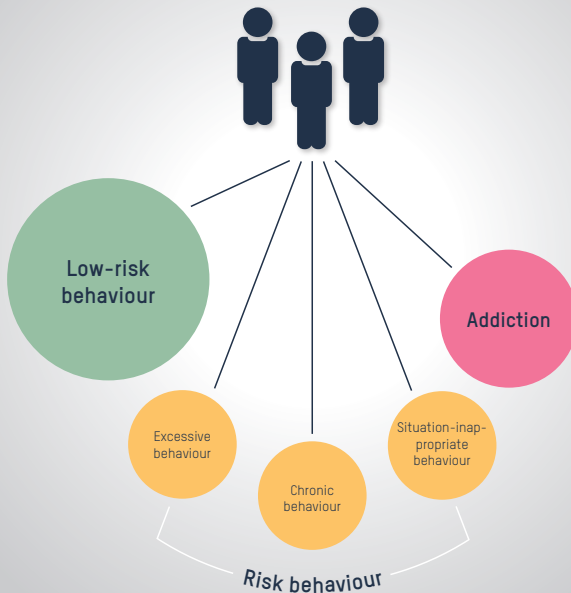 Low-risk
behaviour
Addiction
Excessive
behaviour
Chronic
behaviour
Situation-inap-
propriate
behaviour
Risk behaviour